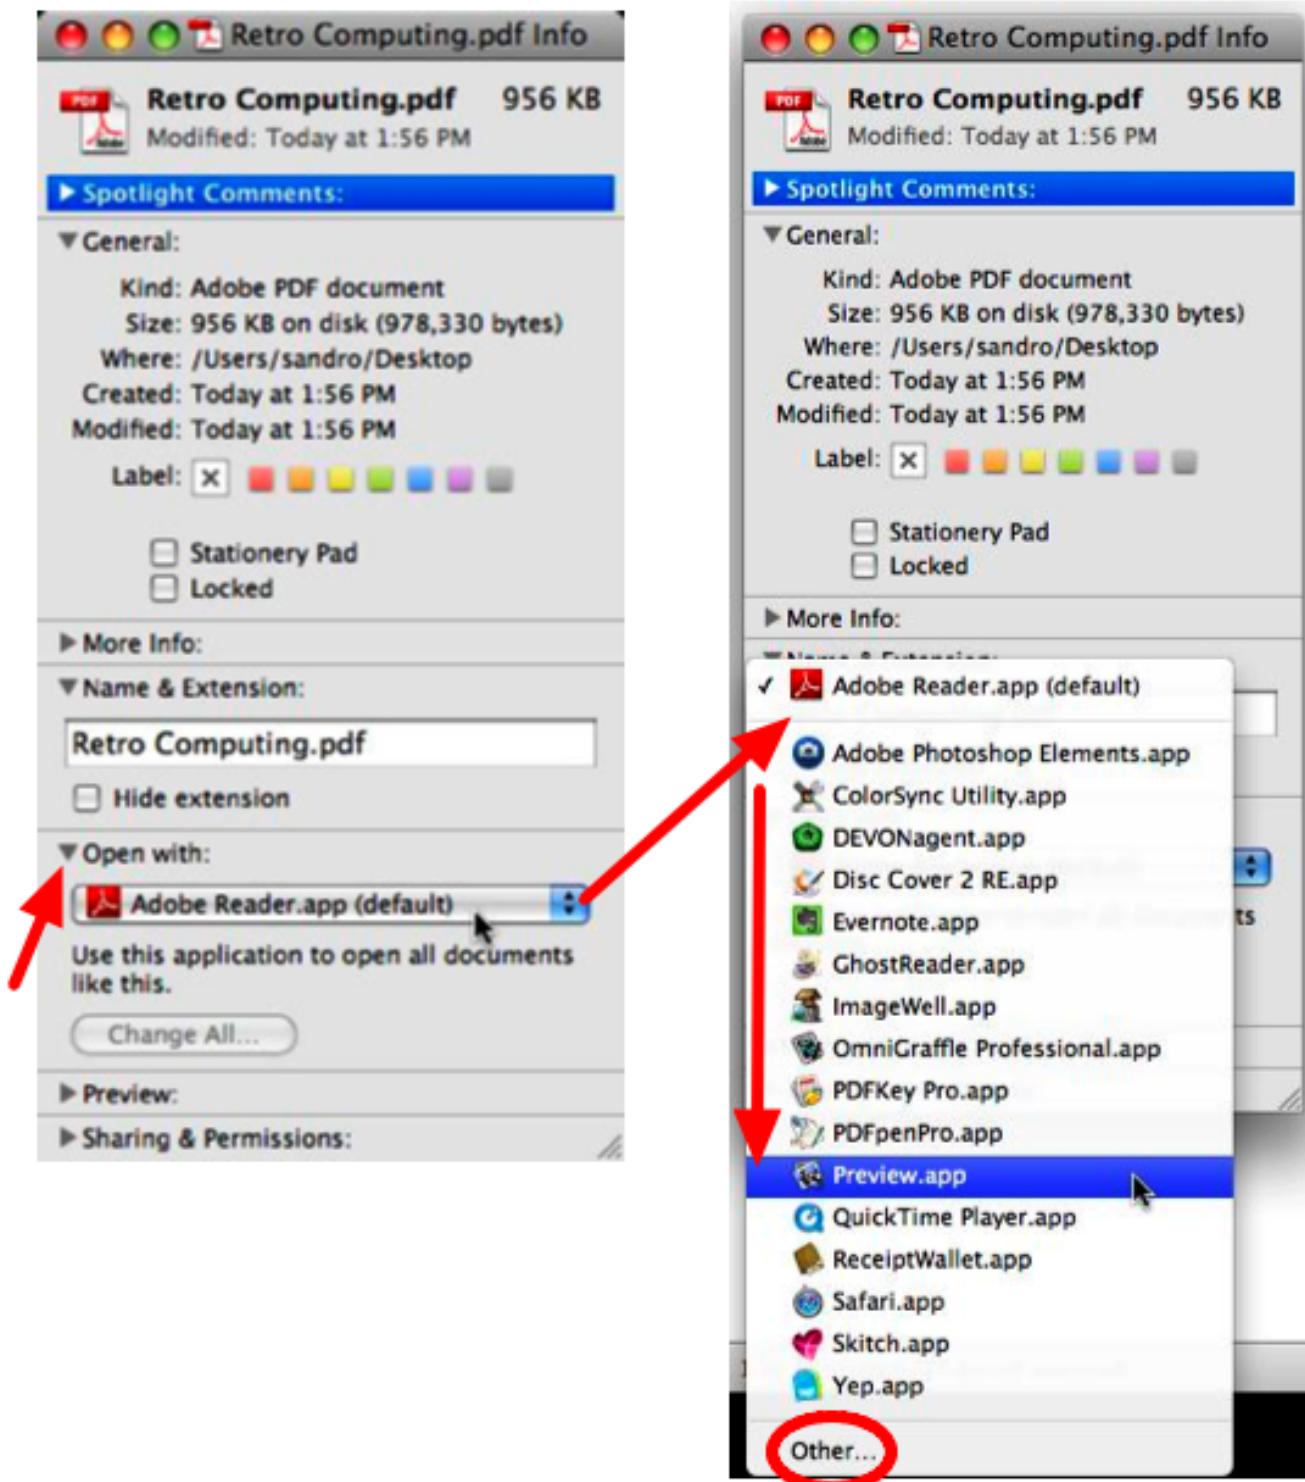 Retro Computing.pdf Info
PDF
Retro Computing.pdf 956 KB
Modified: Today at 1:56 PM
Spotlight Comments:
General:
Kind: Adobe PDF document
Size: 956 KB on disk (978,330 bytes)
Where: /Users/sandro/Desktop
Created: Today at 1:56 PM
Modified: Today at 1:56 PM
Label:
Stationery Pad
Locked
More Info:
Name & Extension:
Retro Computing.pdf
Hide extension
Open with:
Adobe Reader.app (default)
Use this application to open all documents
like this.
Change All...
Preview:
Sharing & Permissions:
Retro Computing.pdf Info
PDF
Retro Computing.pdf 956 KB
Modified: Today at 1:56 PM
Spotlight Comments:
General:
Kind: Adobe PDF document
Size: 956 KB on disk (978,330 bytes)
Where: /Users/sandro/Desktop
Created: Today at 1:56 PM
Modified: Today at 1:56 PM
Label:
Stationery Pad
Locked
More Info:
Name & Extension:
Adobe Reader.app (default)
Adobe Photoshop Elements.app
ColorSync Utility.app
DEVONagent.app
Disc Cover 2 RE.app
Evernote.app
ts
GhostReader.app
ImageWell.app
OmniGraffle Professional.app
PDFKey Pro.app
PDFpenPro.app
Preview.app
QuickTime Player.app
ReceiptWallet.app
Safari.app
Skitch.app
Yep.app
Other...